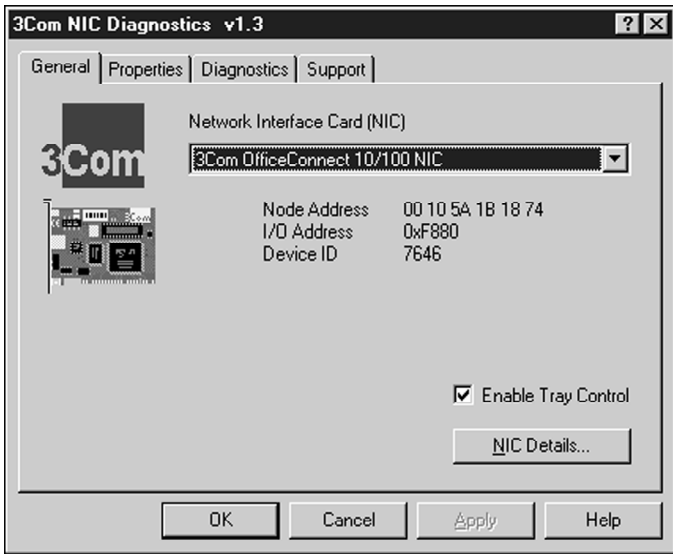 3Com NIC Diagnostics v1.3
General Properties Diagnostics Support
3Com
Network Interface Card (NIC)
3Com OfficeConnect 10/100 NIC
3Com
Node Address 00 10 5A 1B 18 74
I/O Address 0xF880
Device ID 7646
Enable Tray Control
NIC Details...
OK Cancel Apply Help